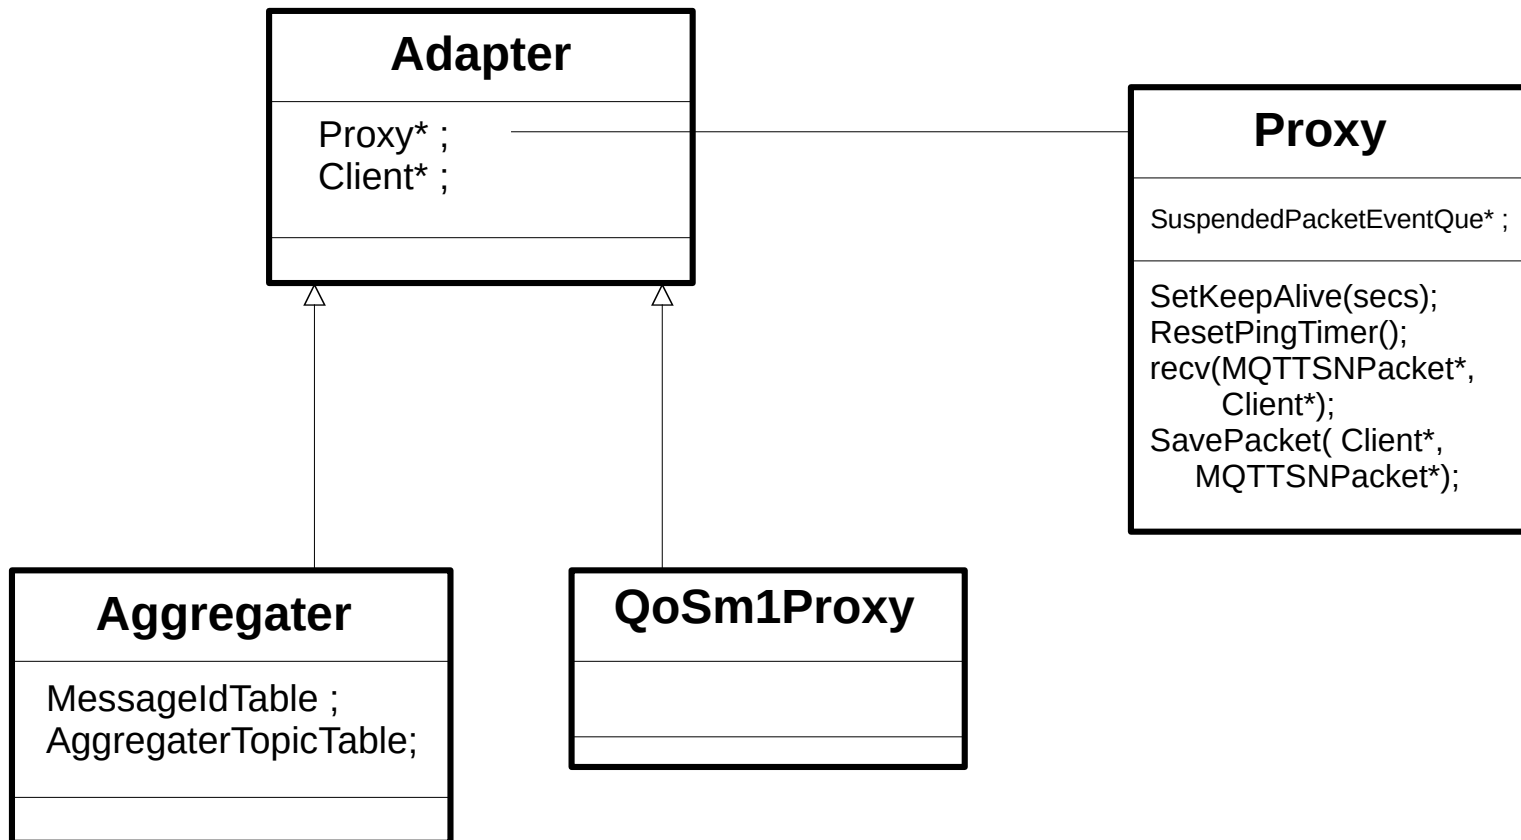 Adapter
Proxy* ;
Client* ;
Proxy
SuspendedPacketEventQue* ;
SetKeepAlive(secs);
ResetPingTimer();
recv(MQTTSNPacket*,
Client*);
SavePacket( Client*,
MQTTSNPacket*);
Aggregater
MessageIdTable ;
AggregaterTopicTable;
QoSm1Proxy